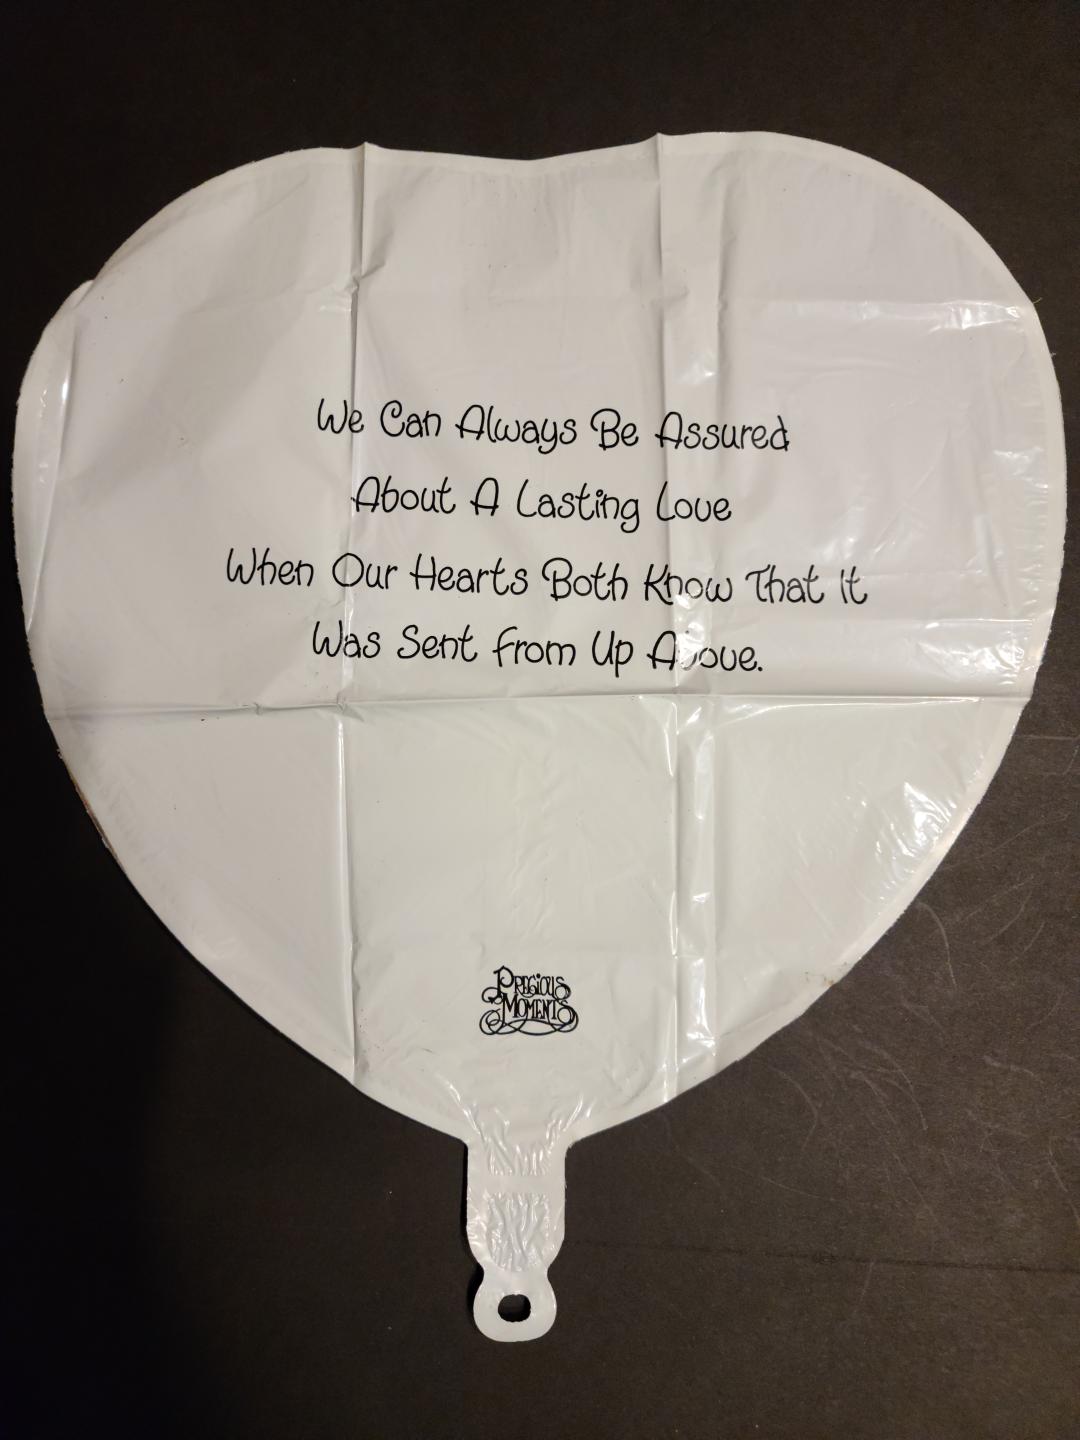 We Can Always Be Assured
About A Lasting Love
When Our Hearts Both Know That It
Was Sent From Up Above.
PRECIOUS
MOMENTS